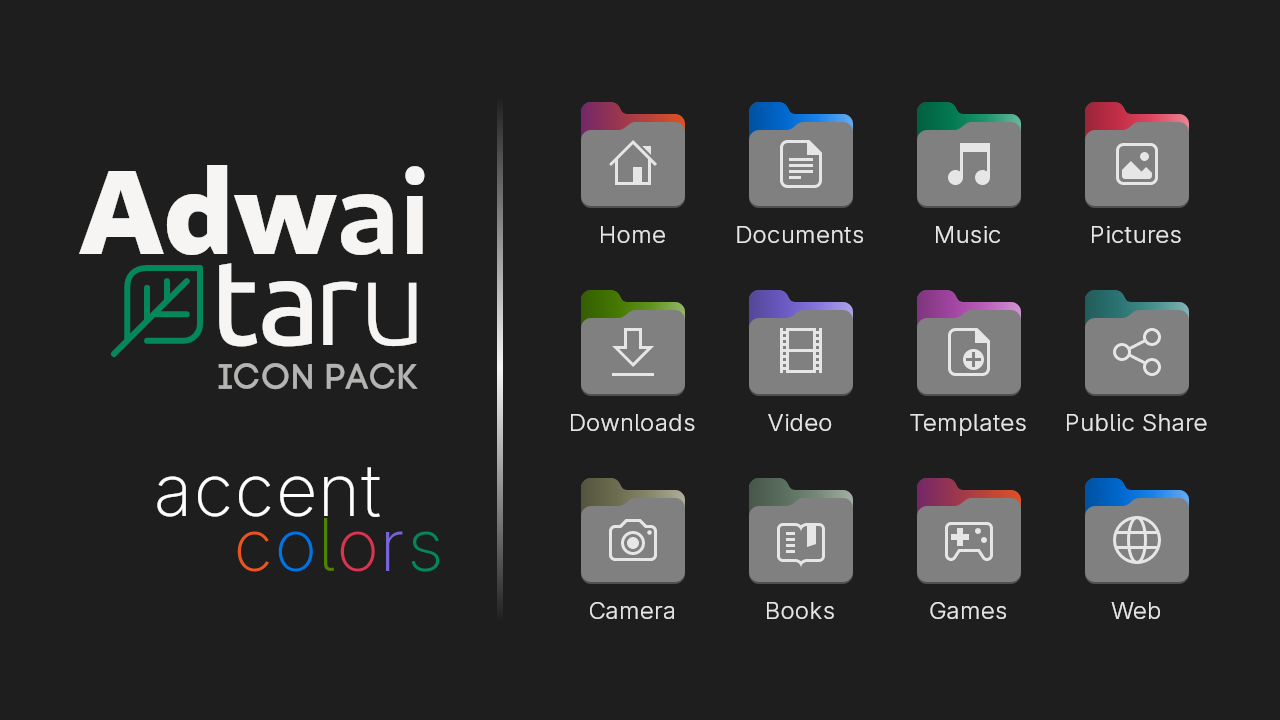 Adwai
taru
ICON PACK
accent
colors
Home Documents Music Pictures
Downloads Video Templates Public Share
Camera Books Games Web